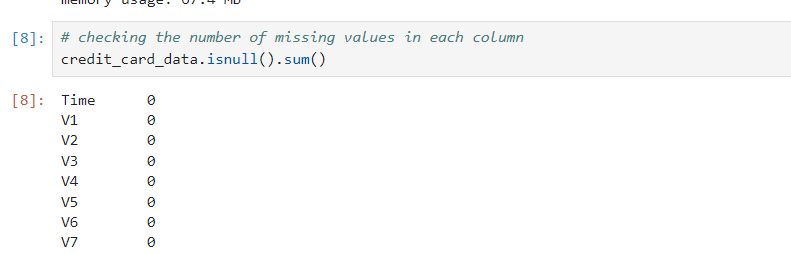 memory usage: 67.4 MB
[8]: # checking the number of missing values in each column
credit_card_data.isnull().sum()
[8]: Time 0
V1 0
V2 0
V3 0
V4 0
V5 0
V6 0
V7 0